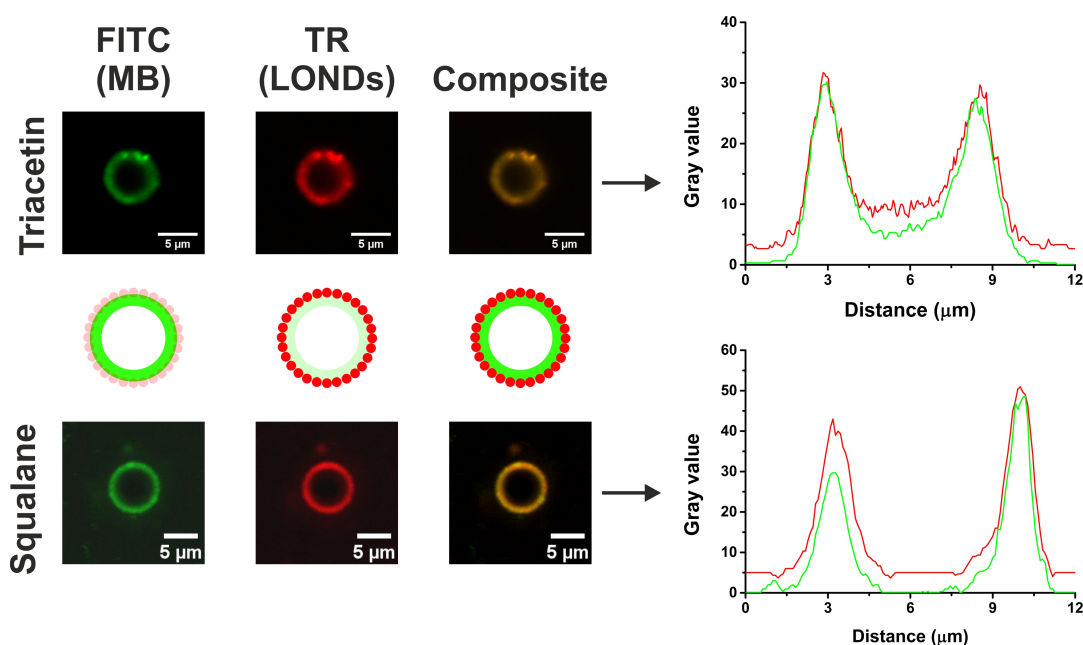 FITC
(MB)
TR
(LONDs)
Composite
Triacetin
5 µm
5 µm
5 µm
Squalane
5 µm
5 µm
5 µm
40
30
20
10
0
Gray value
0
3
6
9
12
Distance (µm)
60
50
40
30
20
10
0
Gray value
0
3
6
9
12
Distance (µm)